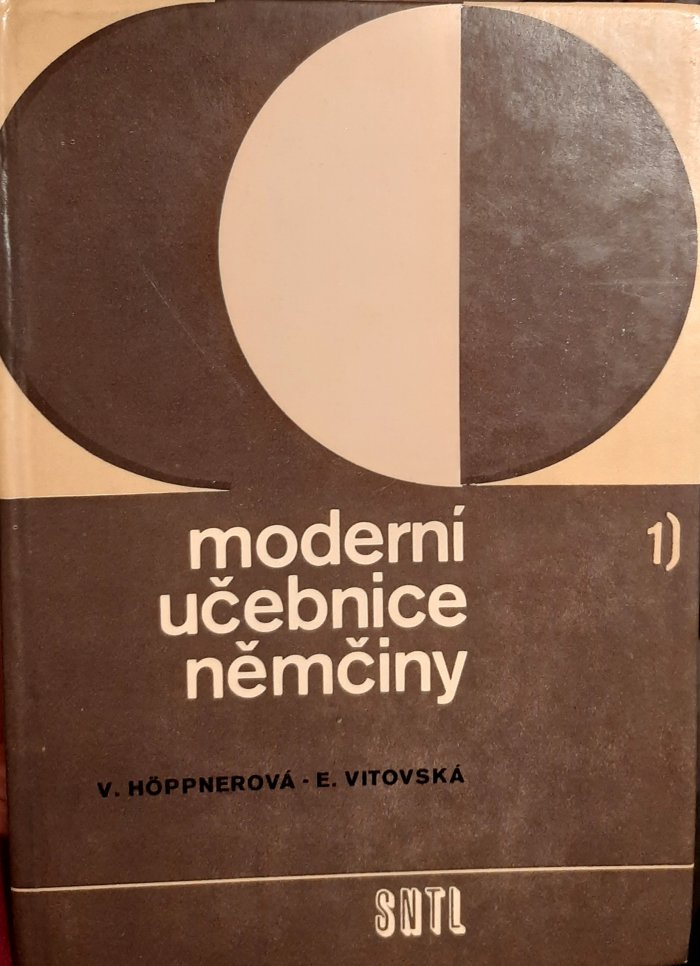 moderní
1)
učebnice
němčiny
V. HÖPPNEROVÁ - E. VITOVSKÁ
SNTL